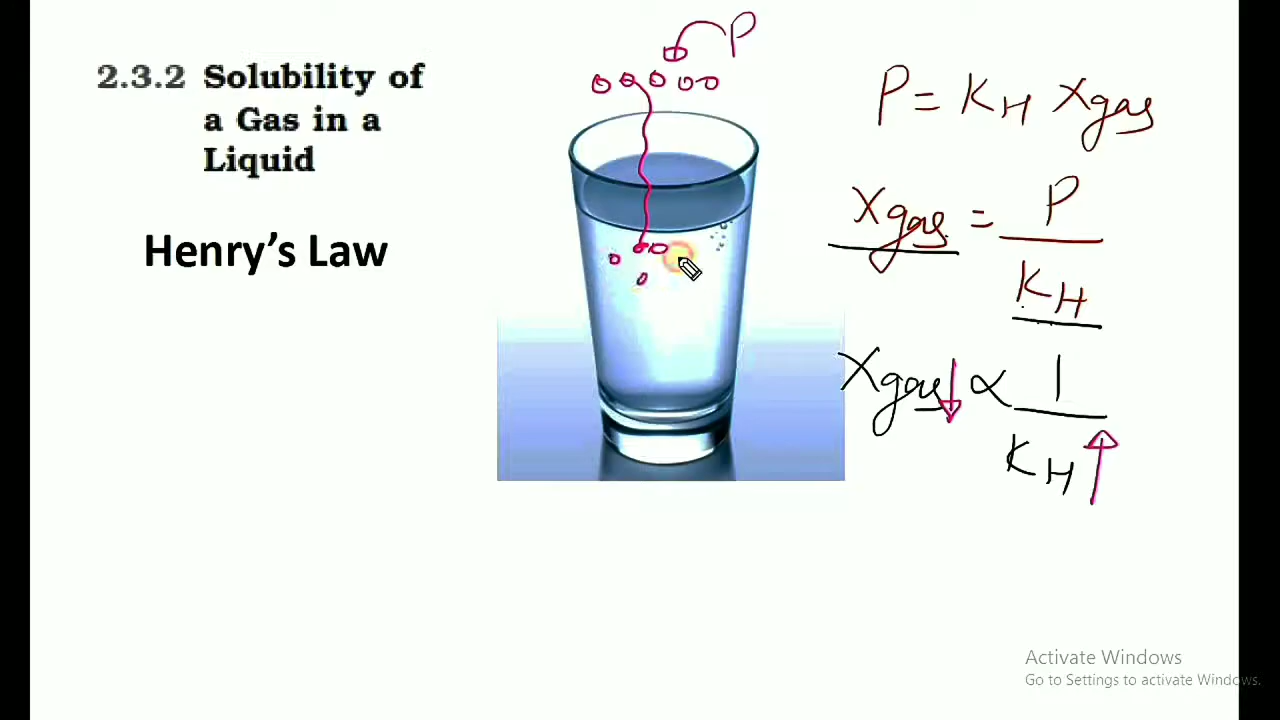 2.3.2 Solubility of
a Gas in a
Liquid
Henry's Law
P
P = KH Xgas
Xgas = P
KH
Xgas ↓ ∝ 1
KH ↑
Activate Windows
Go to Settings to activate Windows.